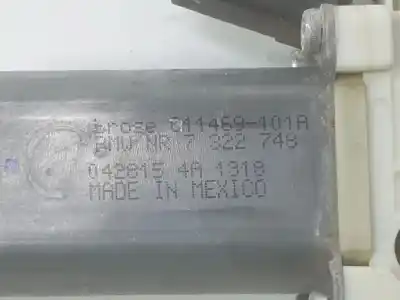 brose C11469-101A
BMW NR 7 322 748
042815 4A 1318
MADE IN MEXICO